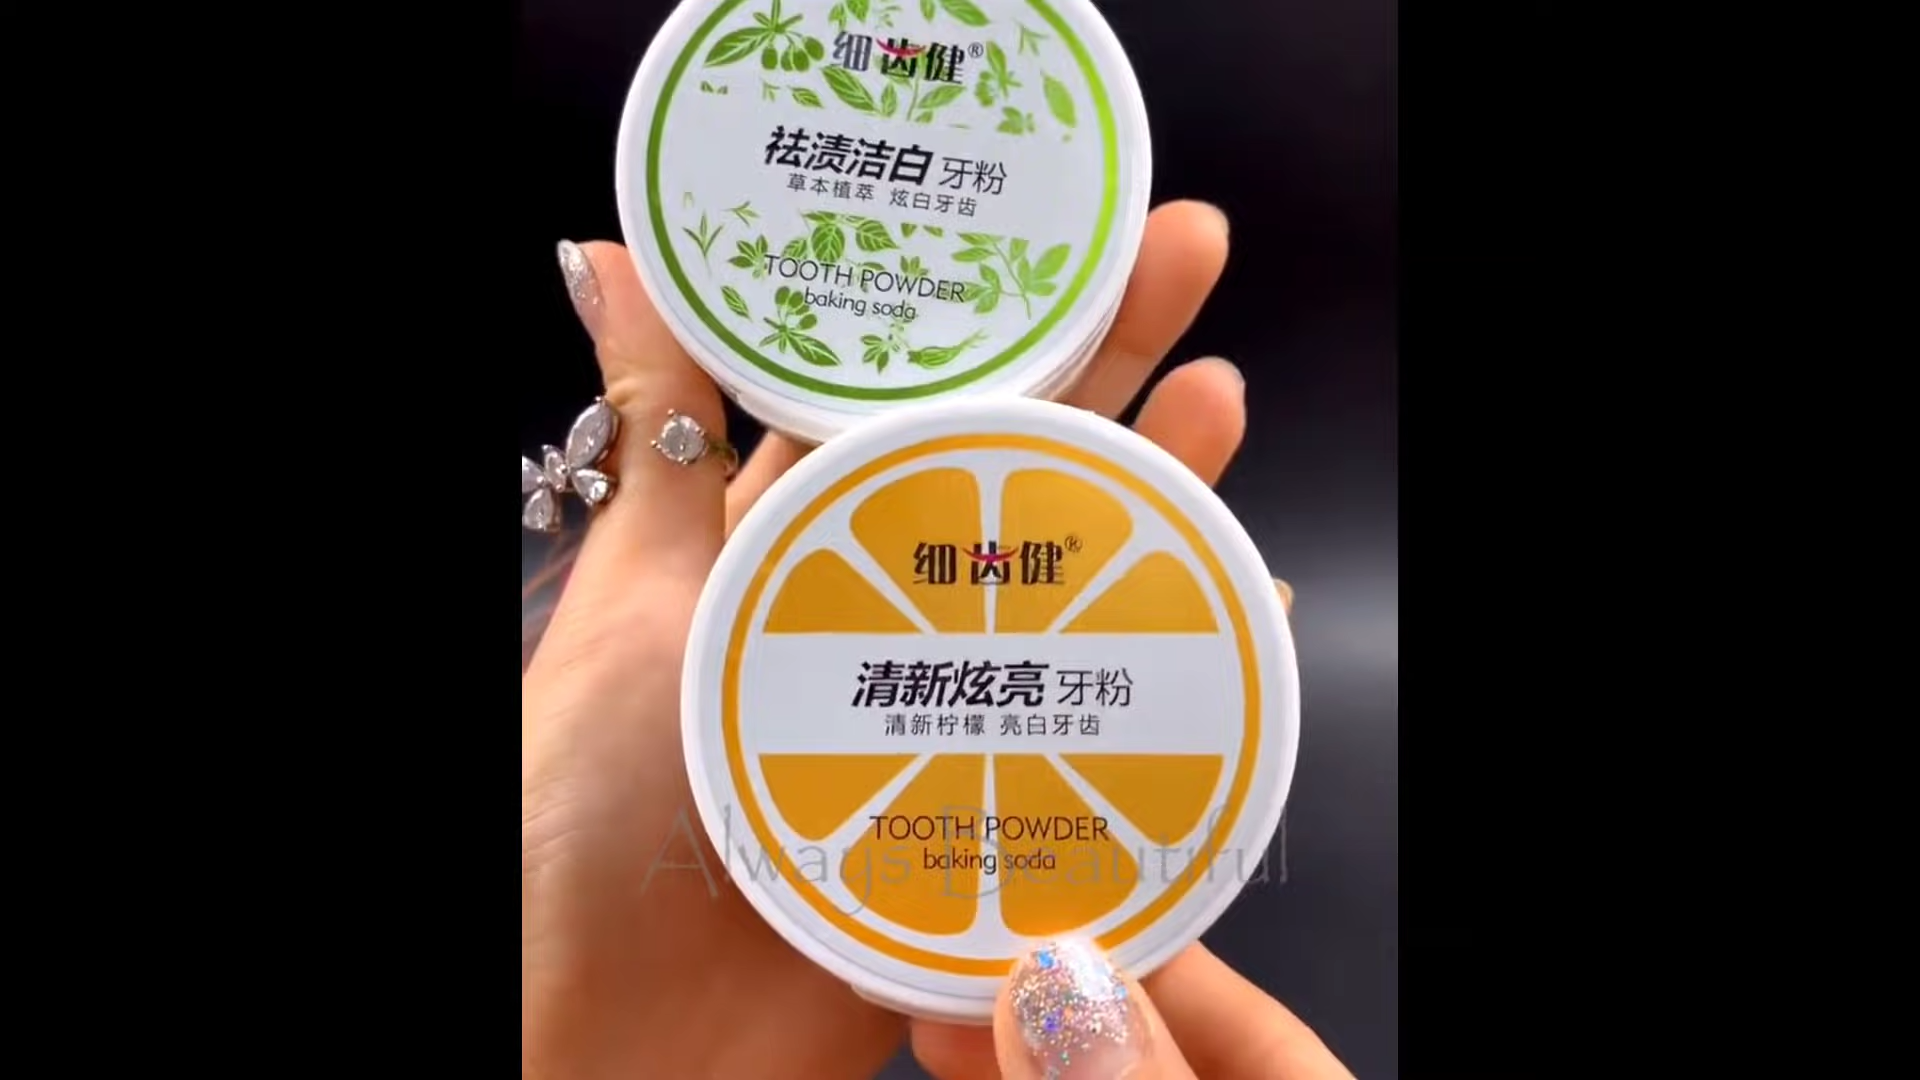 细齿健®
祛渍洁白 牙粉
草本植萃 炫白牙齿
TOOTH POWDER
baking soda
细齿健®
清新炫亮 牙粉
清新柠檬 亮白牙齿
TOOTH POWDER
baking soda
Always Beautiful